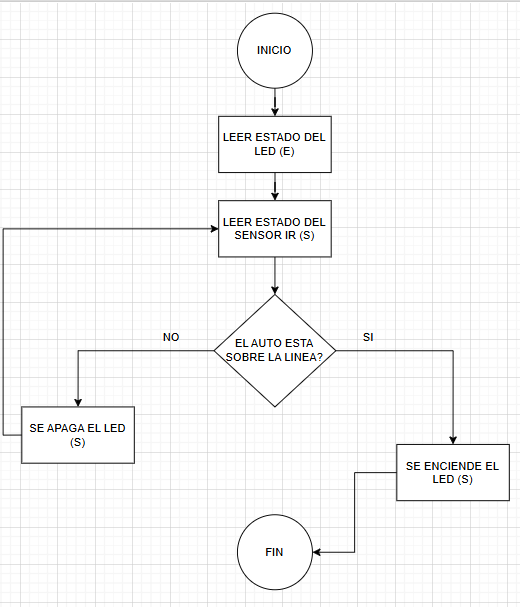 INICIO
LEER ESTADO DEL
LED (E)
LEER ESTADO DEL
SENSOR IR (S)
NO
EL AUTO ESTA
SOBRE LA LINEA?
SI
SE APAGA EL LED
(S)
SE ENCIENDE EL
LED (S)
FIN